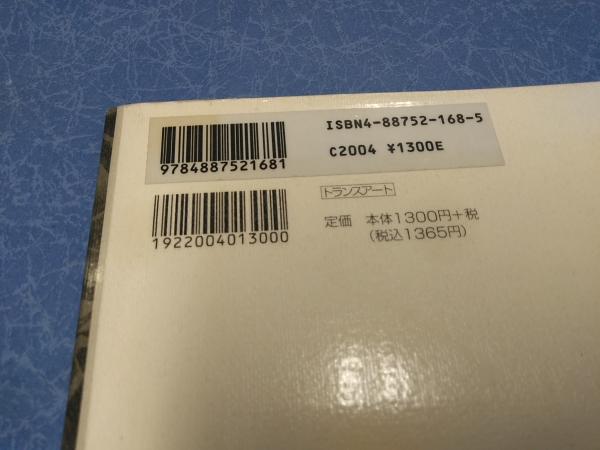 ISBN4-88752-168-5
C2004 ¥1300E
9784887521681
トランスアート
定価 本体1300円+税
(税込1365円)
1922004013000